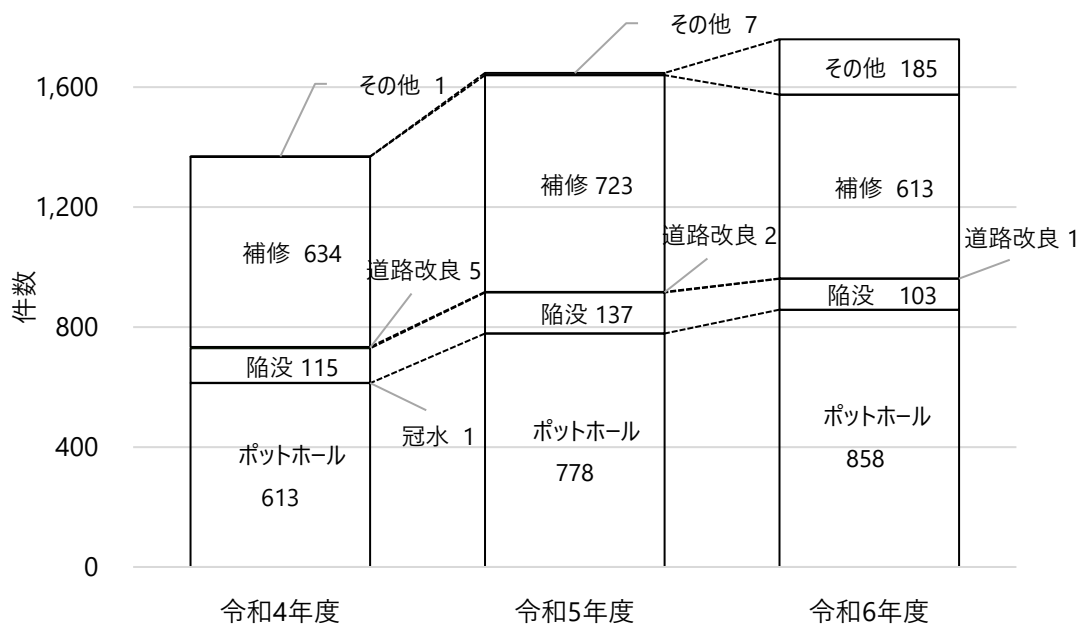 その他 7
その他 1
その他 185
1,600
補修 723
補修 613
1,200
道路改良 2
道路改良 1
補修 634
道路改良 5
陥没 103
件数
陥没 137
800
陥没 115
ポットホール
858
ポットホール
778
冠水 1
400
ポットホール
613
0
令和4年度
令和5年度
令和6年度